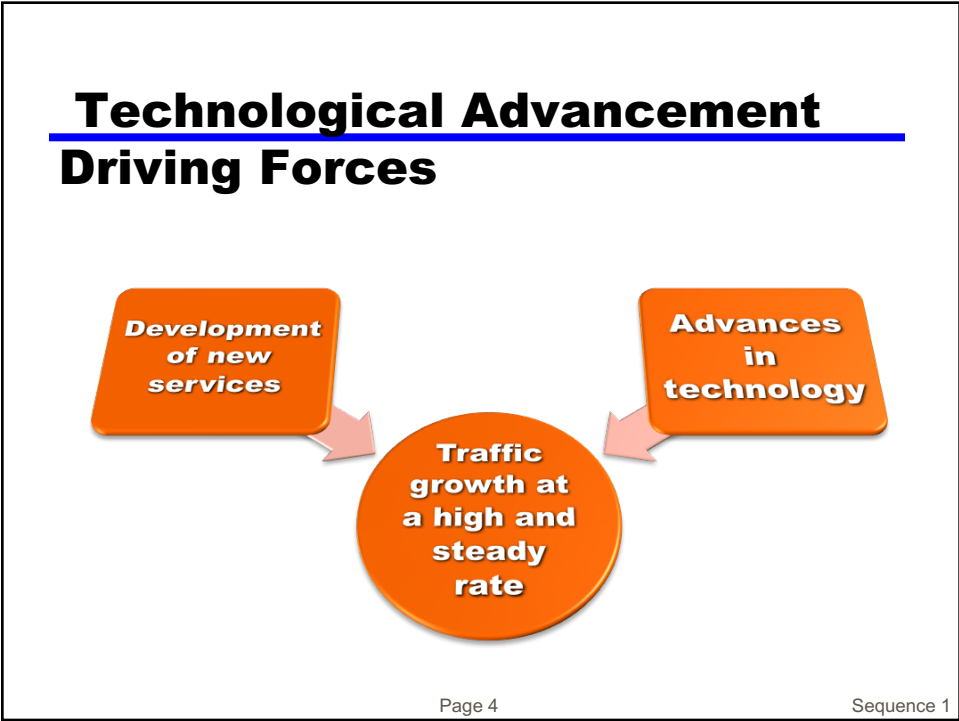 Technological Advancement
Driving Forces
Development
of new
services
Advances
in
technology
Traffic
growth at
a high and
steady
rate
Page 4
Sequence 1